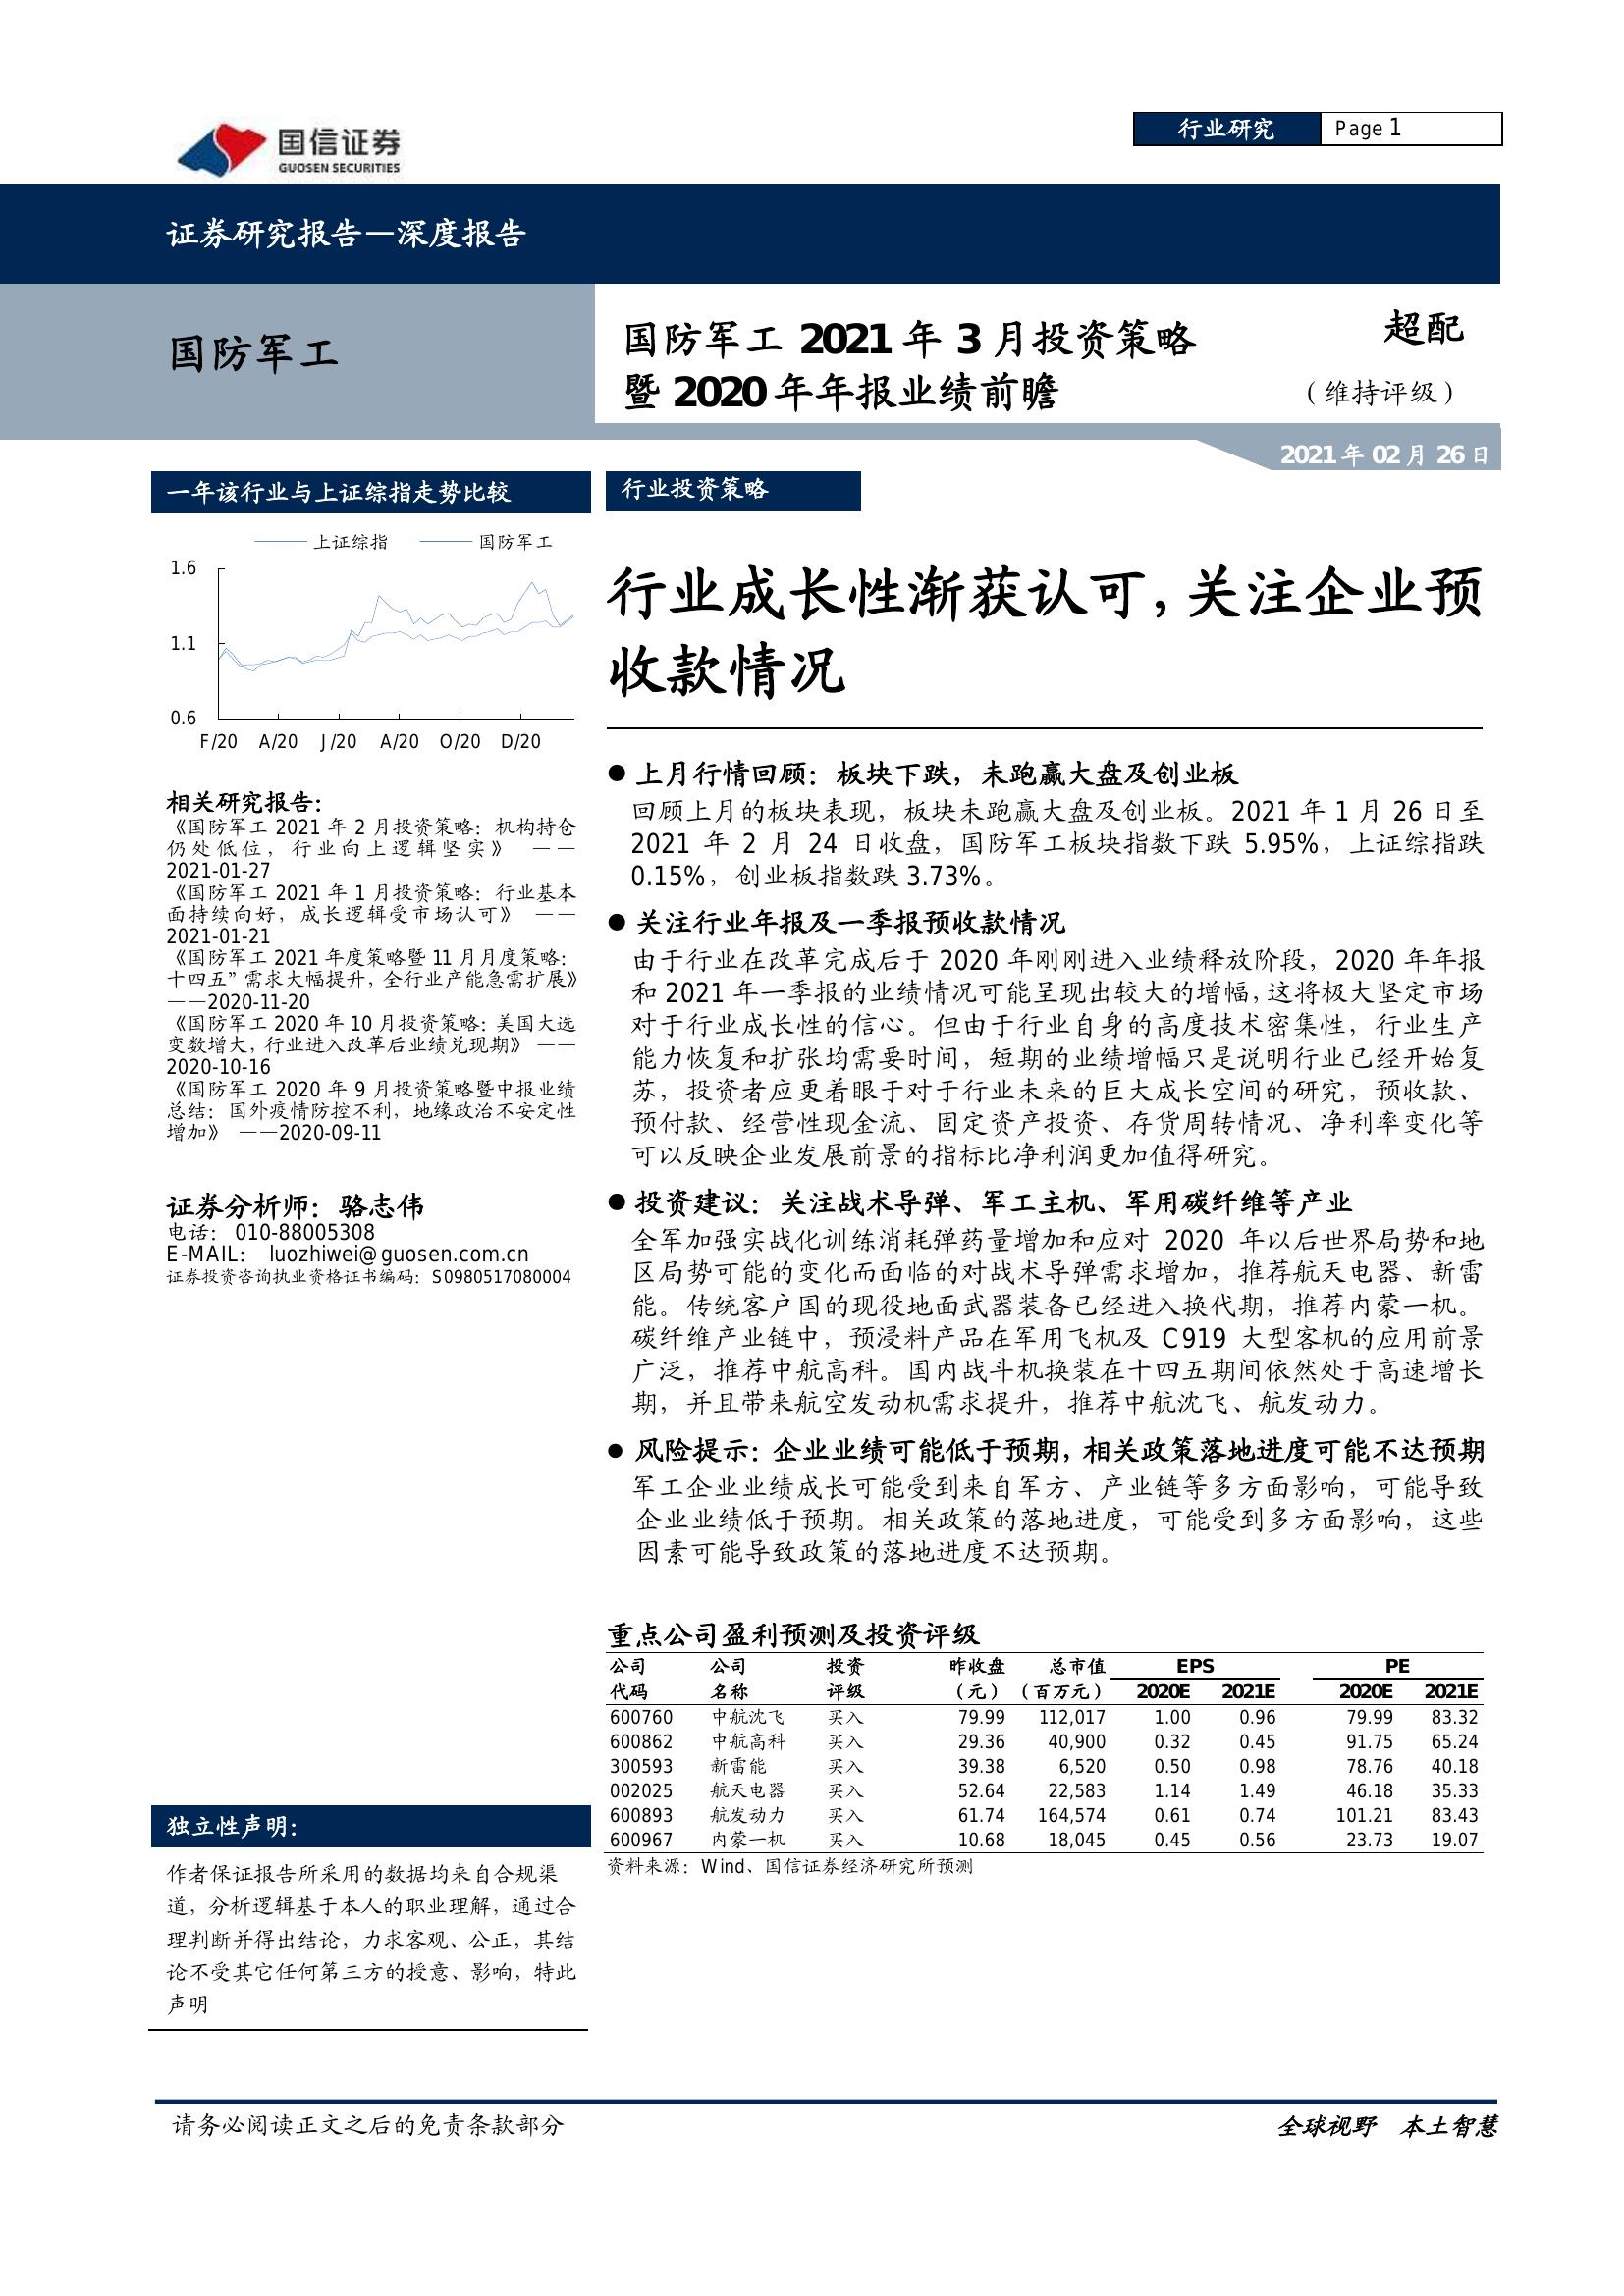 国信证券
GUOSEN SECURITIES
行业研究
Page 1
证券研究报告—深度报告
国防军工
国防军工 2021 年 3 月投资策略
暨 2020 年年报业绩前瞻
超配
（维持评级）
2021 年 02 月 26 日
一年该行业与上证综指走势比较
上证综指 国防军工
1.6
1.1
0.6
F/20 A/20 J/20 A/20 O/20 D/20
相关研究报告：
《国防军工 2021 年 2 月投资策略：机构持仓
仍处低位，行业向上逻辑坚实》 ——
2021-01-27
《国防军工 2021 年 1 月投资策略：行业基本
面持续向好，成长逻辑受市场认可》 ——
2021-01-21
《国防军工 2021 年度策略暨 11 月月度策略：
十四五”需求大幅提升，全行业产能急需扩展》
——2020-11-20
《国防军工 2020 年 10 月投资策略：美国大选
变数增大，行业进入改革后业绩兑现期》 ——
2020-10-16
《国防军工 2020 年 9 月投资策略暨中报业绩
总结：国外疫情防控不利，地缘政治不安定性
增加》 ——2020-09-11
证券分析师：骆志伟
电话： 010-88005308
E-MAIL： luozhiwei@guosen.com.cn
证券投资咨询执业资格证书编码：S0980517080004
独立性声明：
作者保证报告所采用的数据均来自合规渠
道，分析逻辑基于本人的职业理解，通过合
理判断并得出结论，力求客观、公正，其结
论不受其它任何第三方的授意、影响，特此
声明
行业投资策略
行业成长性渐获认可，关注企业预
收款情况
● 上月行情回顾：板块下跌，未跑赢大盘及创业板
回顾上月的板块表现，板块未跑赢大盘及创业板。2021 年 1 月 26 日至
2021 年 2 月 24 日收盘，国防军工板块指数下跌 5.95%，上证综指跌
0.15%，创业板指数跌 3.73%。
● 关注行业年报及一季报预收款情况
由于行业在改革完成后于 2020 年刚刚进入业绩释放阶段，2020 年年报
和 2021 年一季报的业绩情况可能呈现出较大的增幅，这将极大坚定市场
对于行业成长性的信心。但由于行业自身的高度技术密集性，行业生产
能力恢复和扩张均需要时间，短期的业绩增幅只是说明行业已经开始复
苏，投资者应更着眼于对于行业未来的巨大成长空间的研究，预收款、
预付款、经营性现金流、固定资产投资、存货周转情况、净利率变化等
可以反映企业发展前景的指标比净利润更加值得研究。
● 投资建议：关注战术导弹、军工主机、军用碳纤维等产业
全军加强实战化训练消耗弹药量增加和应对 2020 年以后世界局势和地
区局势可能的变化而面临的对战术导弹需求增加，推荐航天电器、新雷
能。传统客户国的现役地面武器装备已经进入换代期，推荐内蒙一机。
碳纤维产业链中，预浸料产品在军用飞机及 C919 大型客机的应用前景
广泛，推荐中航高科。国内战斗机换装在十四五期间依然处于高速增长
期，并且带来航空发动机需求提升，推荐中航沈飞、航发动力。
● 风险提示：企业业绩可能低于预期，相关政策落地进度可能不达预期
军工企业业绩成长可能受到来自军方、产业链等多方面影响，可能导致
企业业绩低于预期。相关政策的落地进度，可能受到多方面影响，这些
因素可能导致政策的落地进度不达预期。
重点公司盈利预测及投资评级
公司 公司 投资 昨收盘 总市值 EPS PE
代码 名称 评级 （元） （百万元） 2020E 2021E 2020E 2021E
600760 中航沈飞 买入 79.99 112,017 1.00 0.96 79.99 83.32
600862 中航高科 买入 29.36 40,900 0.32 0.45 91.75 65.24
300593 新雷能 买入 39.38 6,520 0.50 0.98 78.76 40.18
002025 航天电器 买入 52.64 22,583 1.14 1.49 46.18 35.33
600893 航发动力 买入 61.74 164,574 0.61 0.74 101.21 83.43
600967 内蒙一机 买入 10.68 18,045 0.45 0.56 23.73 19.07
资料来源：Wind、国信证券经济研究所预测
请务必阅读正文之后的免责条款部分
全球视野 本土智慧